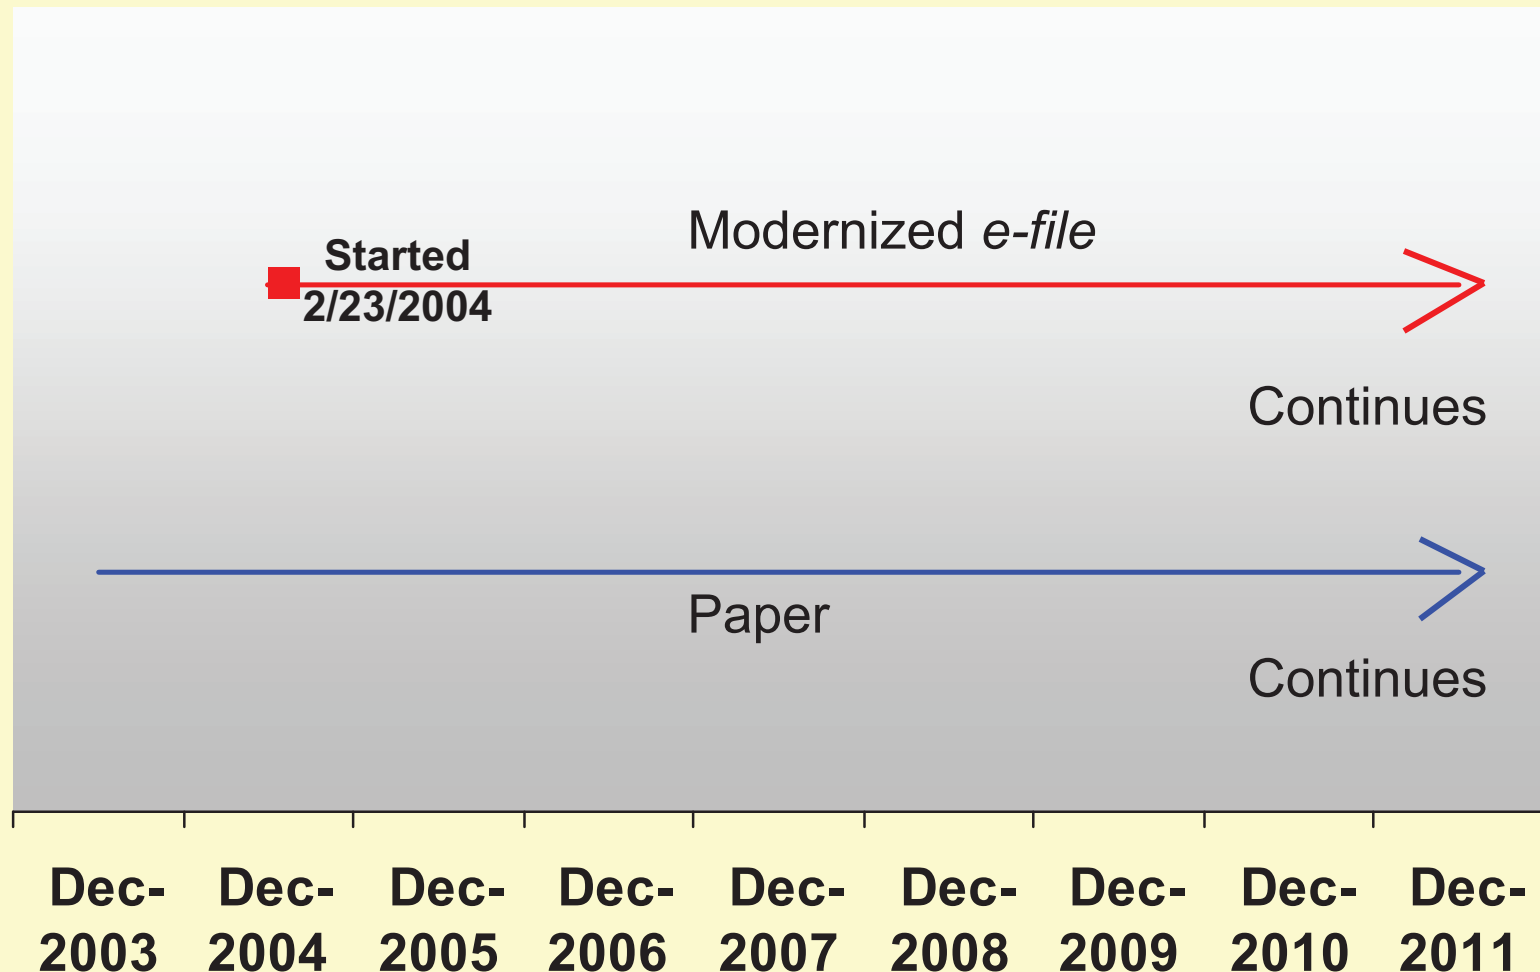 Modernized e-file
Started
2/23/2004
Continues
Paper
Continues
Dec- Dec- Dec- Dec- Dec- Dec- Dec- Dec- Dec-
2003 2004 2005 2006 2007 2008 2009 2010 2011